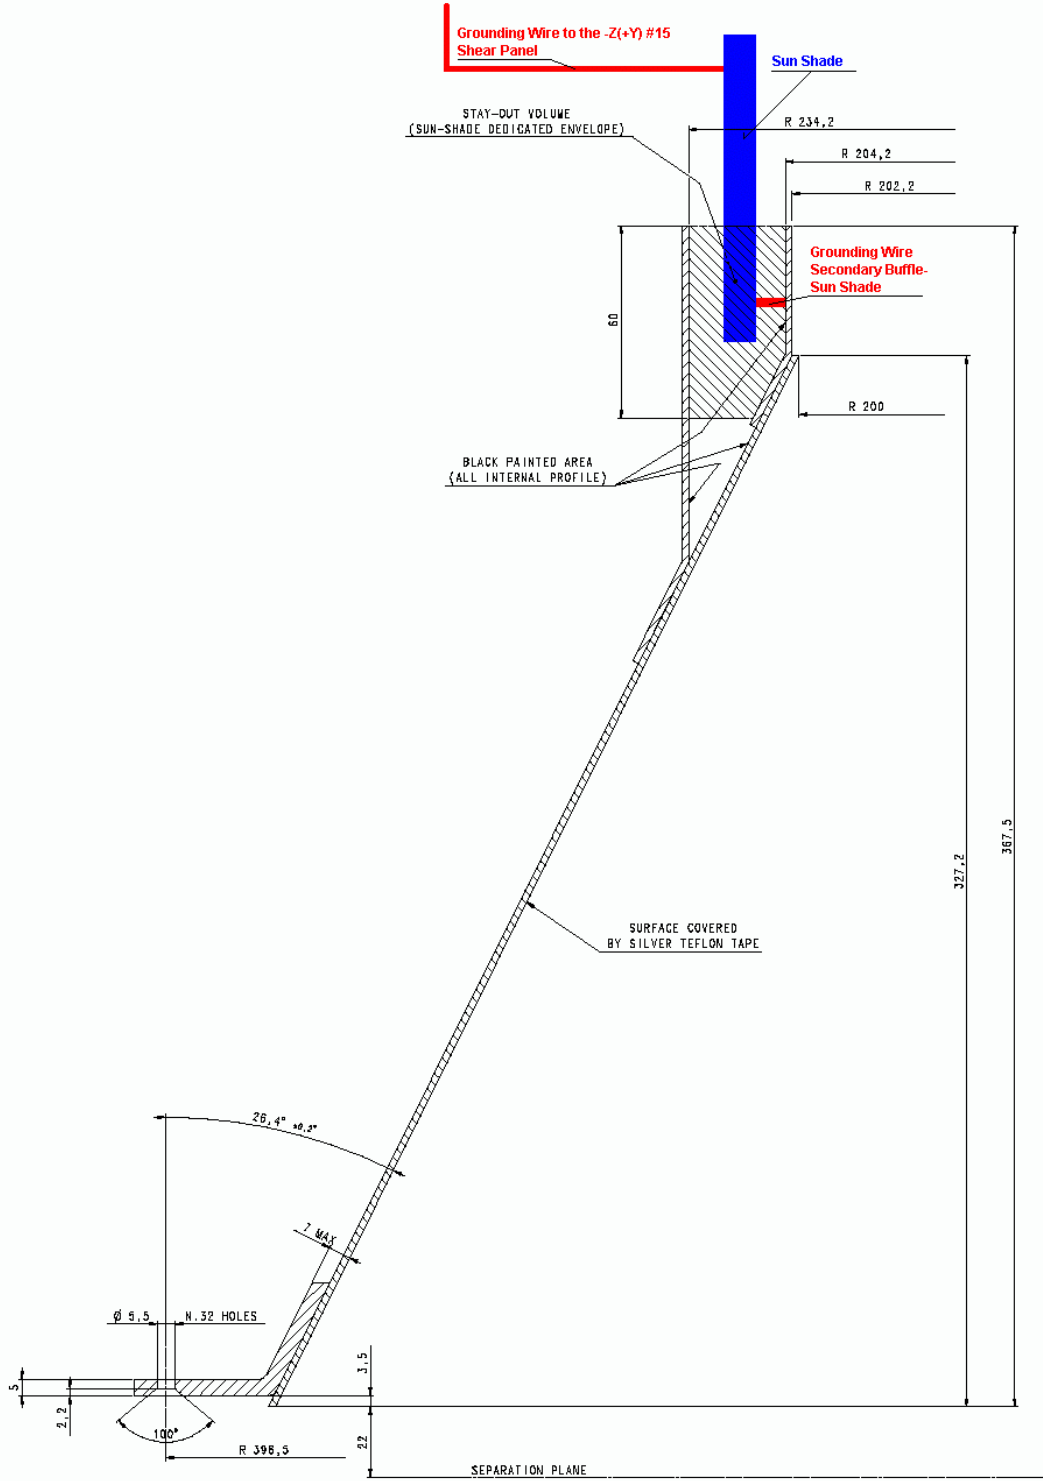 Grounding Wire to the -Z(+Y) #15
Shear Panel
Sun Shade
STAY-OUT VOLUME
(SUN-SHADE DEDICATED ENVELOPE)
R 234,2
R 204,2
R 202,2
Grounding Wire
Secondary Buffle-
Sun Shade
60
R 200
BLACK PAINTED AREA
(ALL INTERNAL PROFILE)
367,5
327,2
SURFACE COVERED
BY SILVER TEFLON TAPE
26,4° ±0,2°
7 MAX
Ø 5,5
N.32 HOLES
3,5
5
2,2
100°
22
R 396,5
SEPARATION PLANE